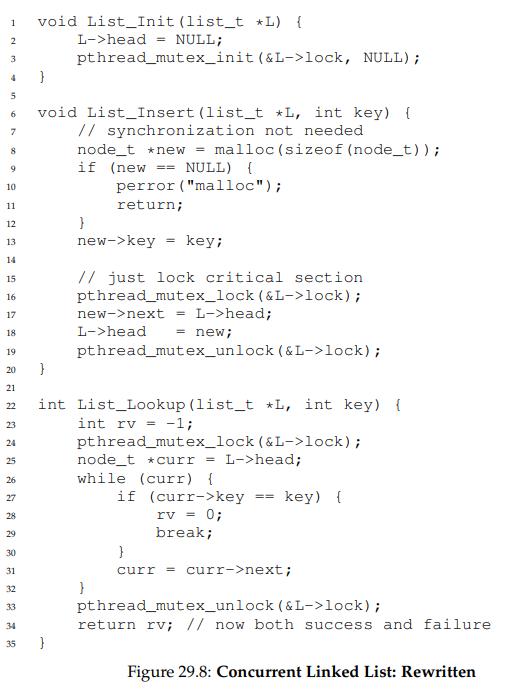 1 void List_Init(list_t *L) {
2     L->head = NULL;
3     pthread_mutex_init(&L->lock, NULL);
4 }
5
6 void List_Insert(list_t *L, int key) {
7     // synchronization not needed
8     node_t *new = malloc(sizeof(node_t));
9     if (new == NULL) {
10         perror("malloc");
11         return;
12     }
13     new->key = key;
14
15     // just lock critical section
16     pthread_mutex_lock(&L->lock);
17     new->next = L->head;
18     L->head   = new;
19     pthread_mutex_unlock(&L->lock);
20 }
21
22 int List_Lookup(list_t *L, int key) {
23     int rv = -1;
24     pthread_mutex_lock(&L->lock);
25     node_t *curr = L->head;
26     while (curr) {
27         if (curr->key == key) {
28             rv = 0;
29             break;
30         }
31         curr = curr->next;
32     }
33     pthread_mutex_unlock(&L->lock);
34     return rv; // now both success and failure
35 }
Figure 29.8: Concurrent Linked List: Rewritten